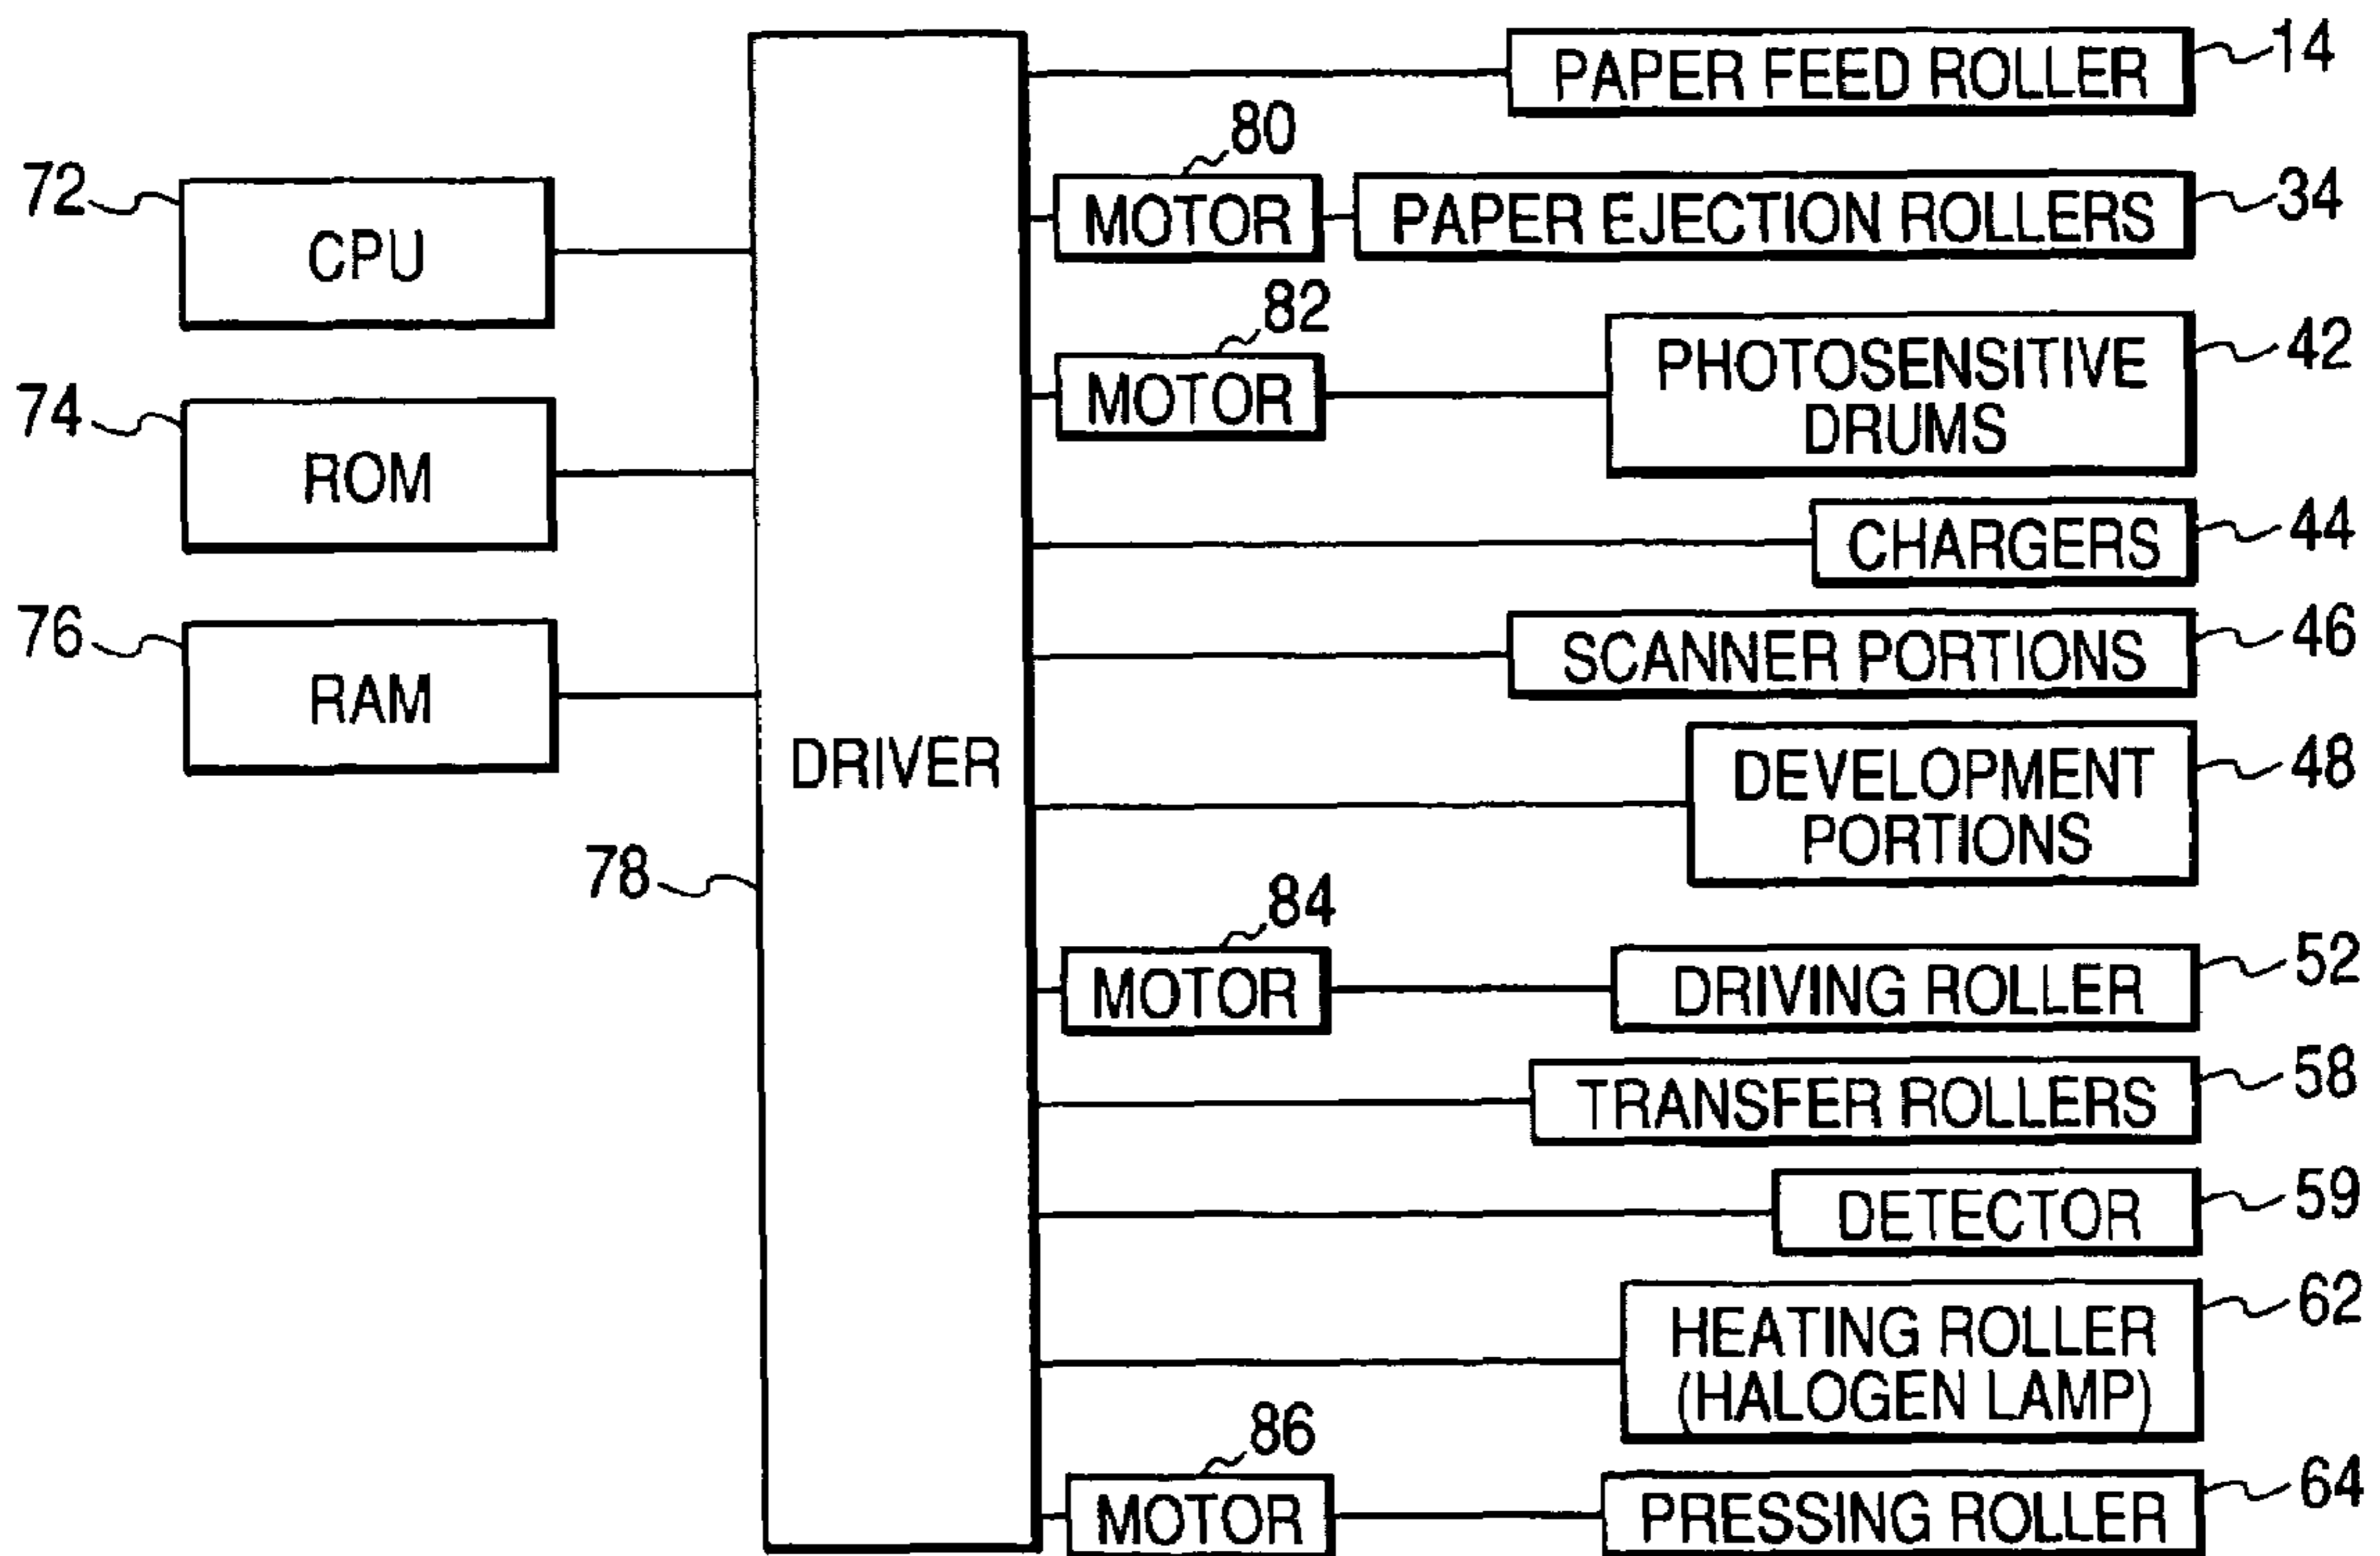 PAPER FEED ROLLER 14
80
72 CPU
MOTOR PAPER EJECTION ROLLERS 34
82
MOTOR PHOTOSENSITIVE
DRUMS 42
74 ROM
CHARGERS 44
76 RAM
SCANNER PORTIONS 46
DRIVER
78
DEVELOPMENT
PORTIONS 48
84
MOTOR DRIVING ROLLER 52
TRANSFER ROLLERS 58
DETECTOR 59
HEATING ROLLER
(HALOGEN LAMP) 62
86
MOTOR PRESSING ROLLER 64